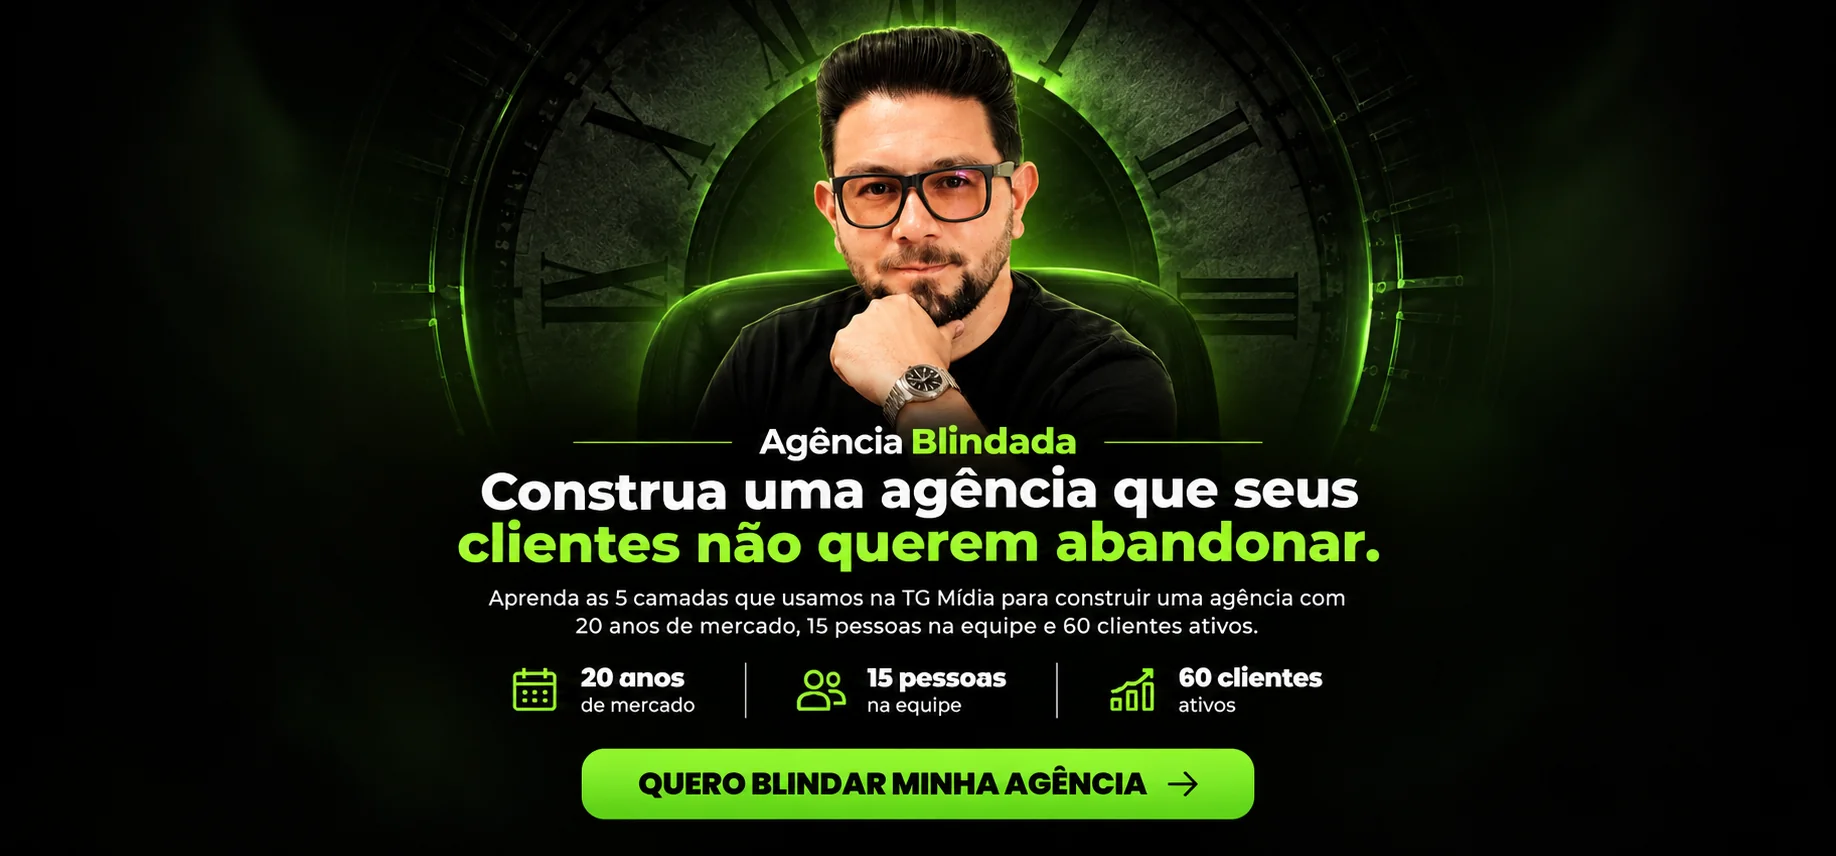 Agência Blindada
Construa uma agência que seus
clientes não querem abandonar.
Aprenda as 5 camadas que usamos na TG Mídia para construir uma agência com
20 anos de mercado, 15 pessoas na equipe e 60 clientes ativos.
20 anos
de mercado
15 pessoas
na equipe
60 clientes
ativos
QUERO BLINDAR MINHA AGÊNCIA →